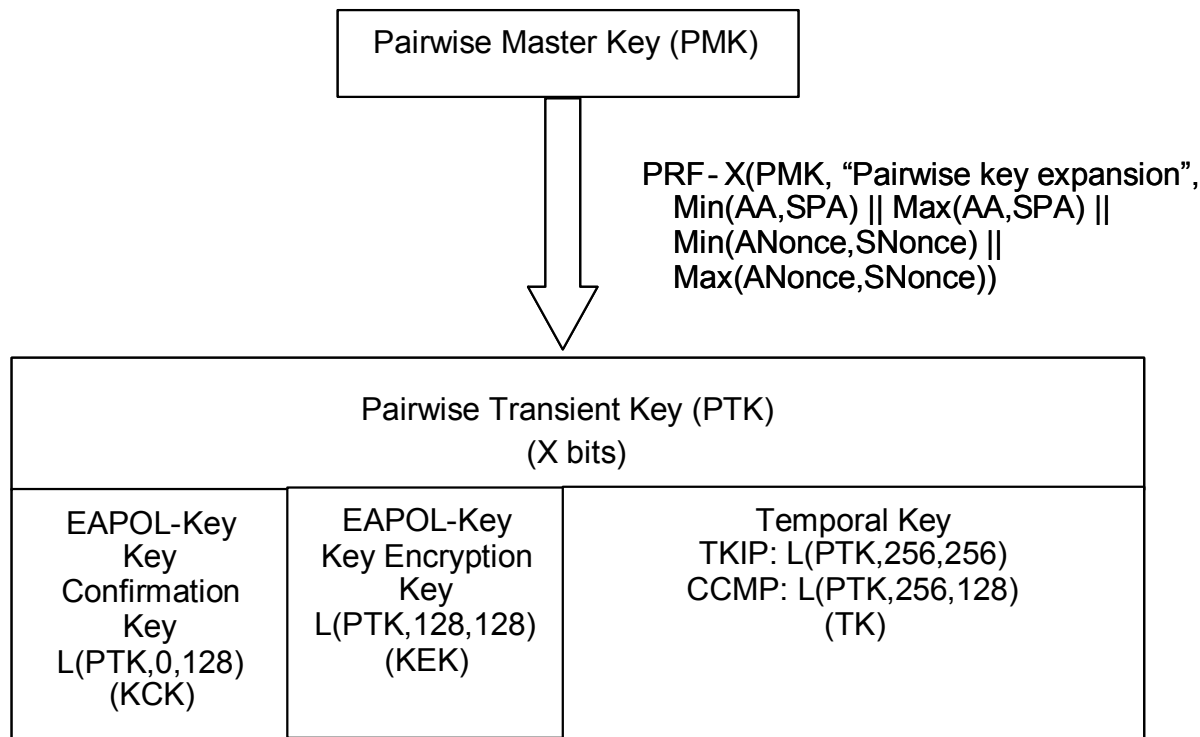 Pairwise Master Key (PMK)
PRF- X(PMK, “Pairwise key expansion”,
Min(AA,SPA) || Max(AA,SPA) ||
Min(ANonce,SNonce) ||
Max(ANonce,SNonce))
Pairwise Transient Key (PTK)
(X bits)
EAPOL-Key
Key
Confirmation
Key
L(PTK,0,128)
(KCK)
EAPOL-Key
Key Encryption
Key
L(PTK,128,128)
(KEK)
Temporal Key
TKIP: L(PTK,256,256)
CCMP: L(PTK,256,128)
(TK)